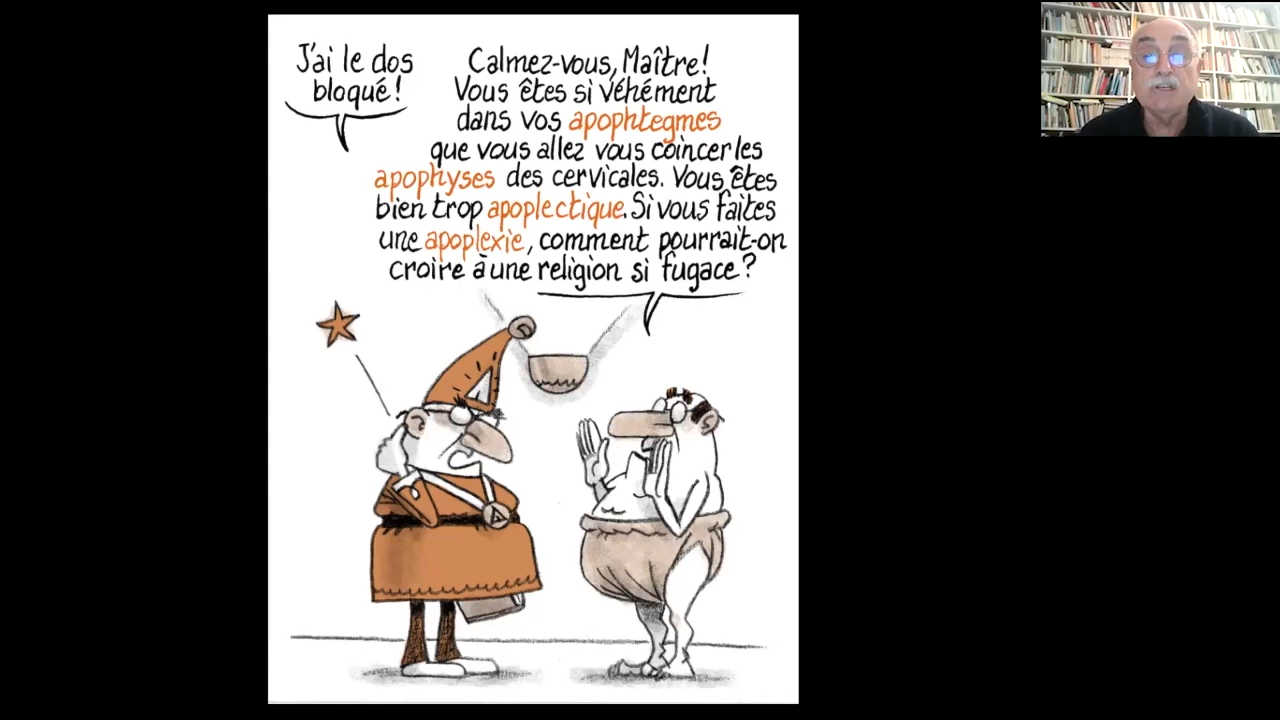 J'ai le dos
bloqué !
Calmez-vous, Maître !
Vous êtes si véhément
dans vos apophtegmes
que vous allez vous coincer les
apophyses des cervicales. Vous êtes
bien trop apoplectique. Si vous faites
une apoplexie, comment pourrait-on
croire à une religion si fugace ?